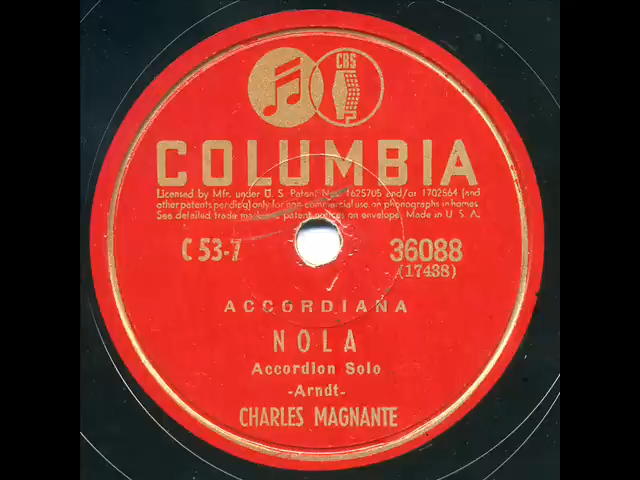 CBS
COLUMBIA
Licensed by Mfr. under U. S. Patent Nos. 1625705 and/or 1702564 (and
other patents pending) only for non-commercial use on phonographs in homes.
See detailed trade mark and patent notices on envelope. Made in U. S. A.
C 53-7 36088
(17438)
ACCORDIANA
NOLA
Accordion Solo
-Arndt-
CHARLES MAGNANTE